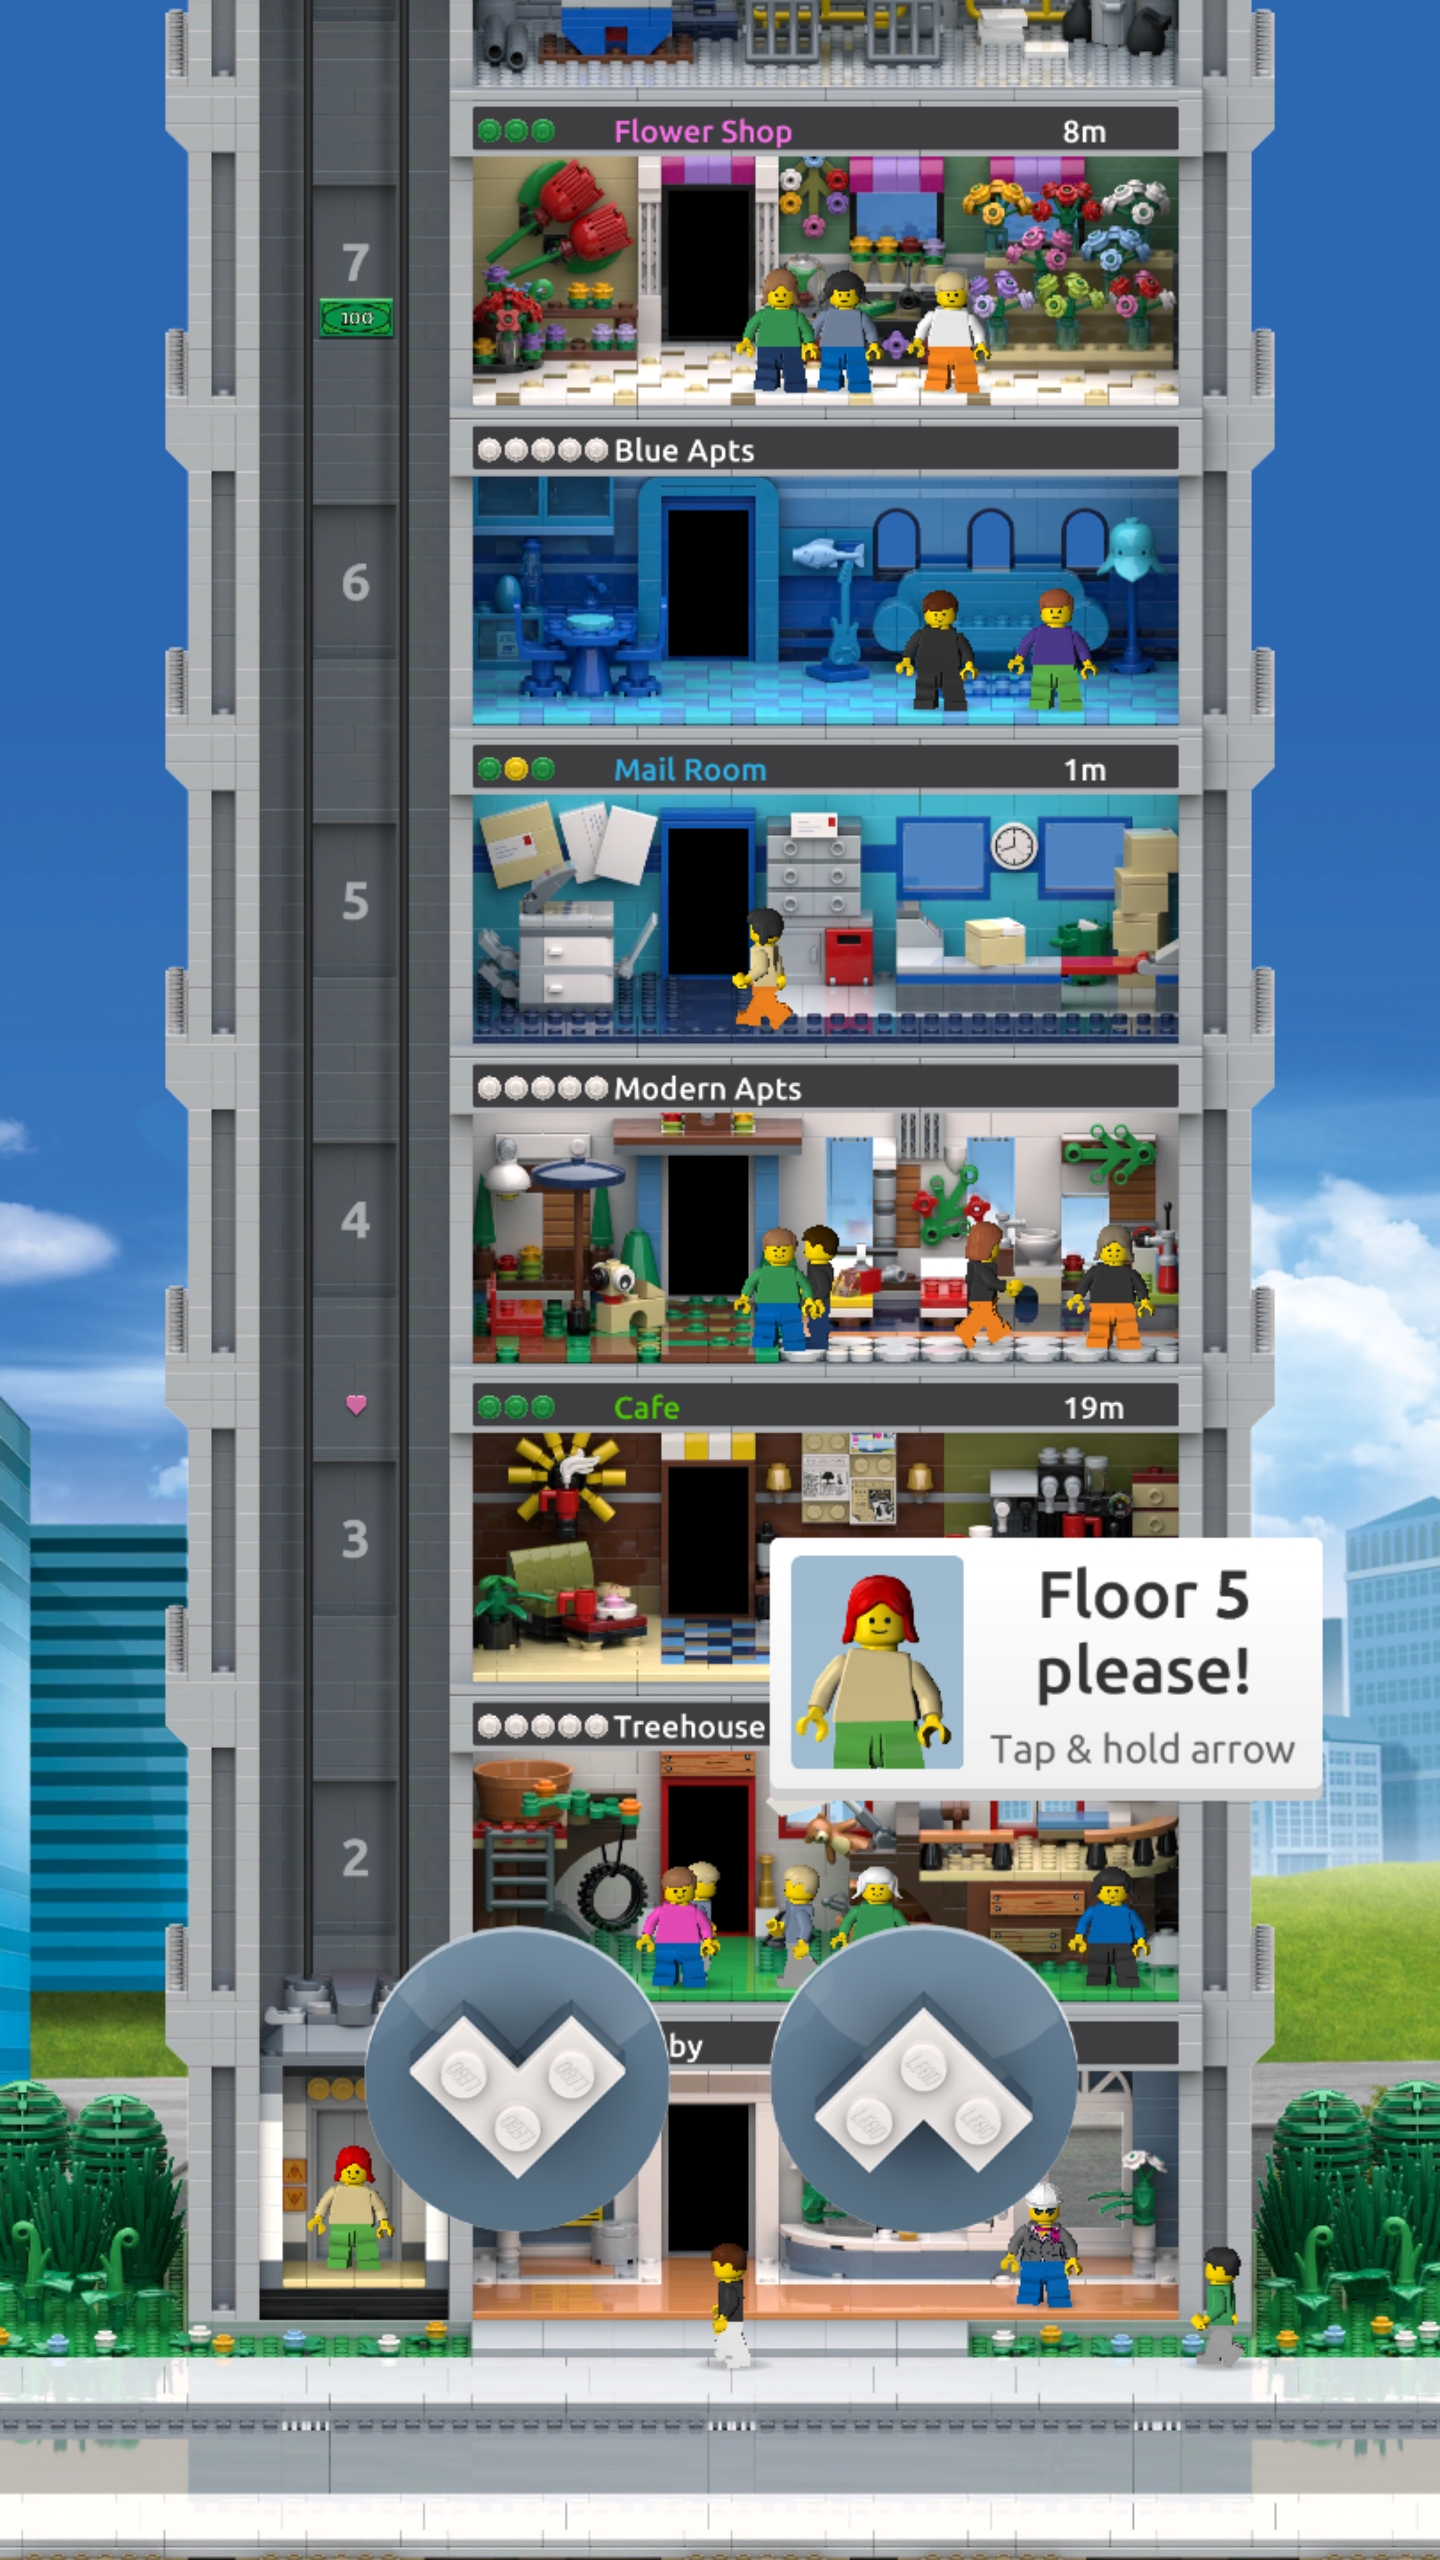 Flower Shop 8m
7
100
Blue Apts
6
Mail Room 1m
5
Modern Apts
4
Cafe 19m
3
Floor 5
please!
Tap & hold arrow
Treehouse
2
by